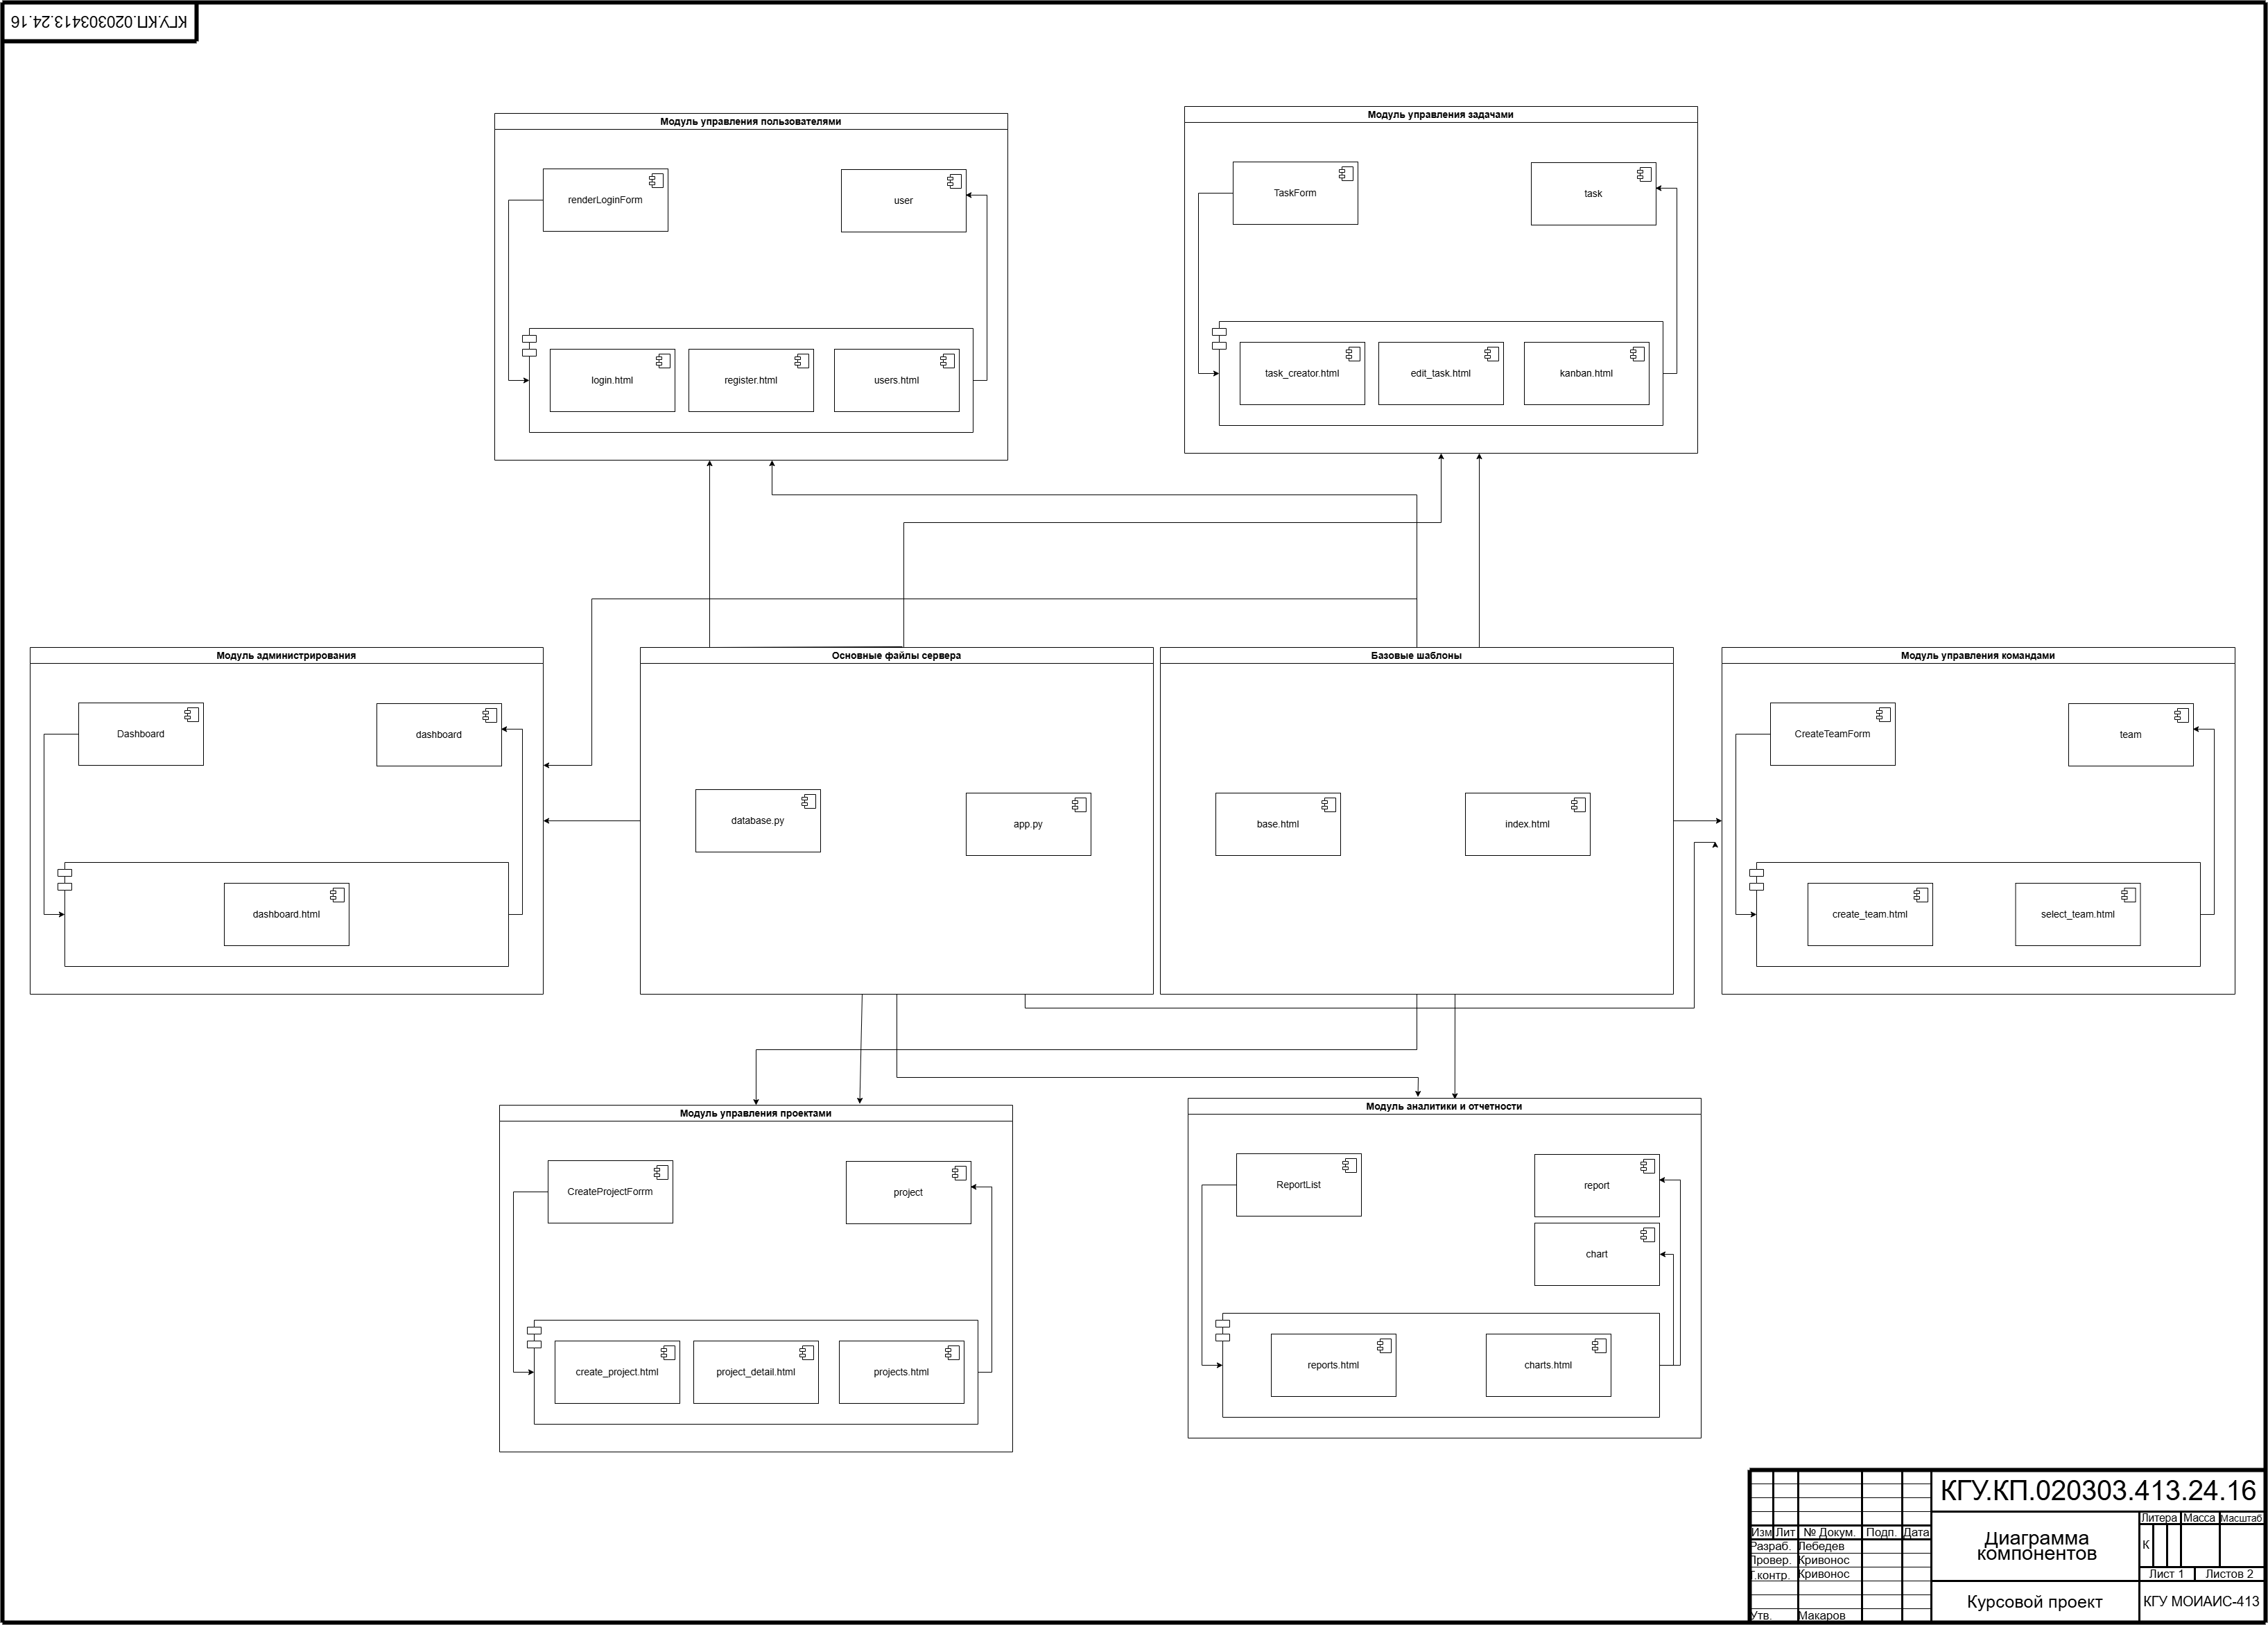 КГУ.КП.020303413.24.16
Модуль управления пользователями
renderLoginForm
user
login.html
register.html
users.html
Модуль управления задачами
TaskForm
task
task_creator.html
edit_task.html
kanban.html
Модуль администрирования
Dashboard
dashboard
dashboard.html
Основные файлы сервера
database.py
app.py
Базовые шаблоны
base.html
index.html
Модуль управления командами
CreateTeamForm
team
create_team.html
select_team.html
Модуль управления проектами
CreateProjectForrm
project
create_project.html
project_detail.html
projects.html
Модуль аналитики и отчетности
ReportList
report
chart
reports.html
charts.html
КГУ.КП.020303.413.24.16
Изм Лит № Докум. Подп. Дата
Разраб. Лебедев
Провер. Кривонос
Т.контр. Кривонос
Утв. Макаров
Диаграмма
компонентов
Литера Масса Масштаб
К
Лист 1 Листов 2
Курсовой проект
КГУ МОИАИС-413